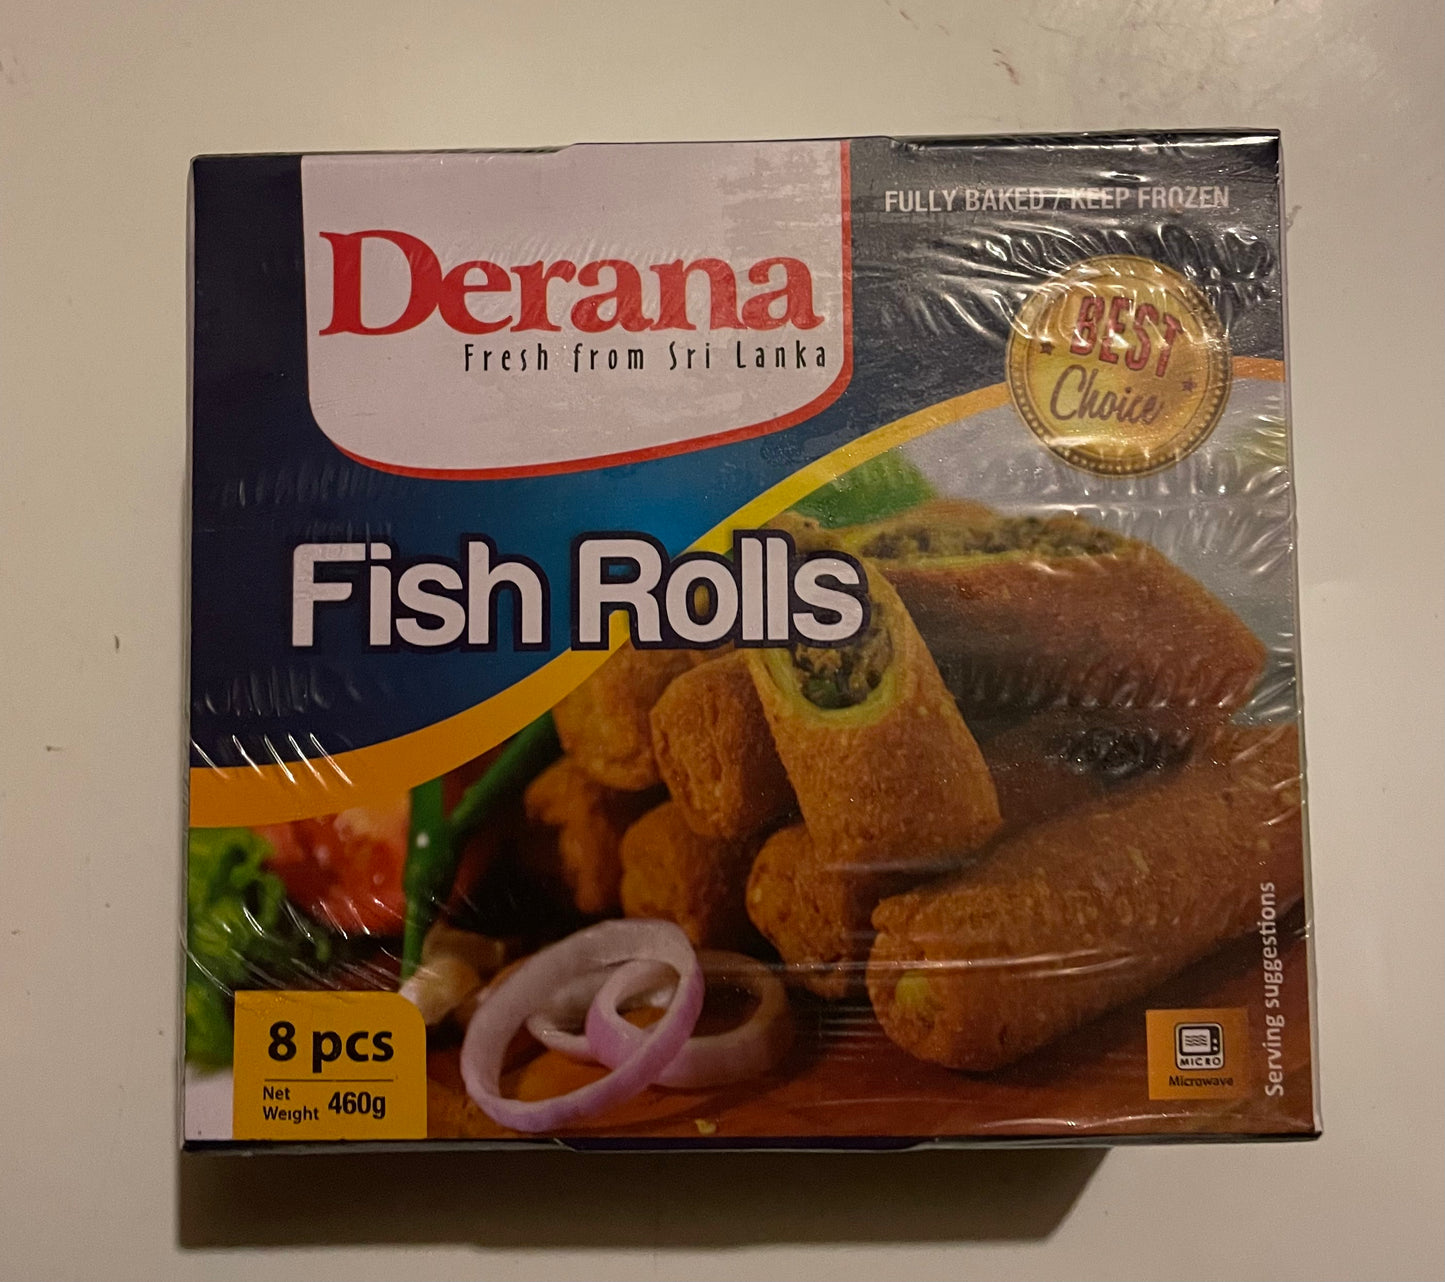 Derana
Fresh from Sri Lanka
FULLY BAKED / KEEP FROZEN
BEST
Choice
Fish Rolls
8 pcs
Net
Weight 460g
MICRO
Microwave
Serving suggestions